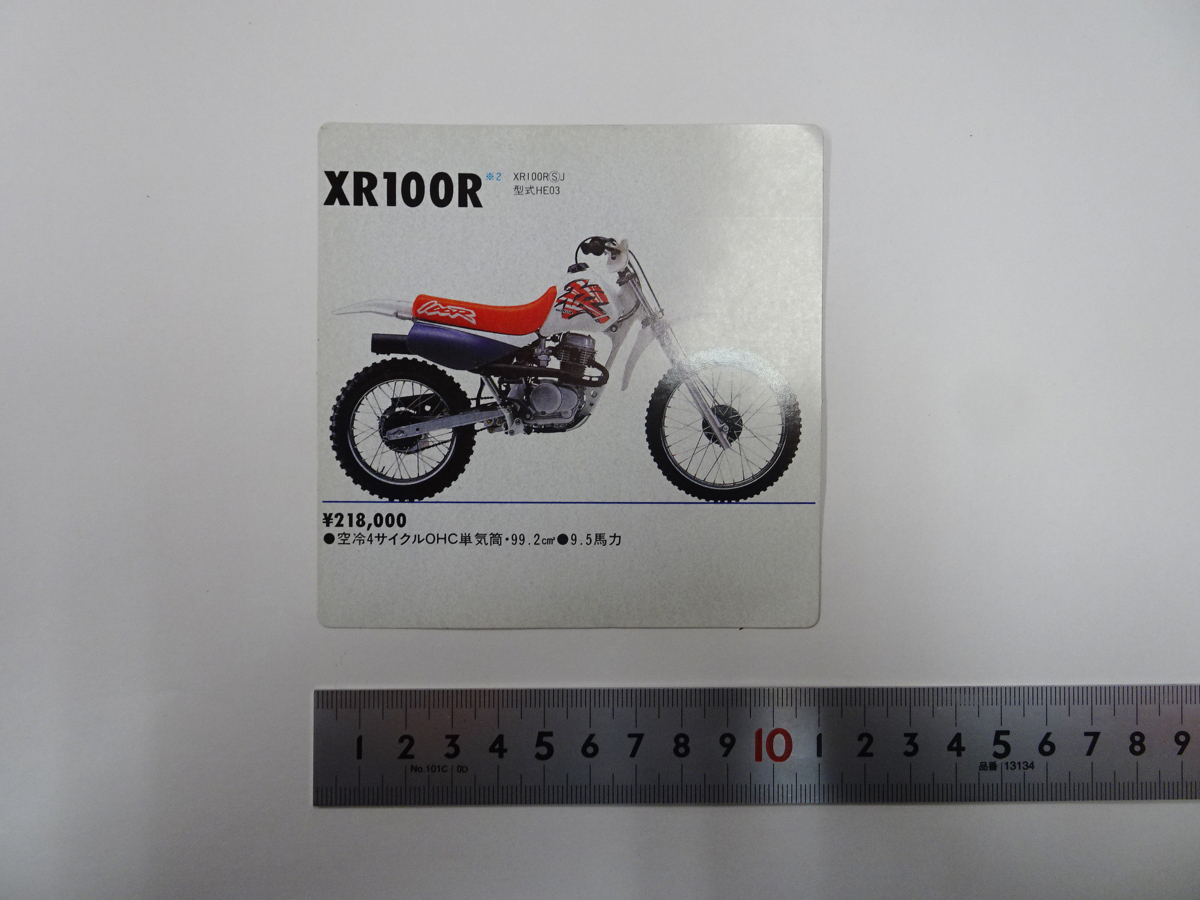 XR100R ※2 XR100RⓈJ
型式HE03
100R
¥218,000
●空冷4サイクルOHC単気筒・99.2cm³●9.5馬力
1 2 3 4 5 6 7 8 9 10 1 2 3 4 5 6 7 8 9
No.101C 品番 13134